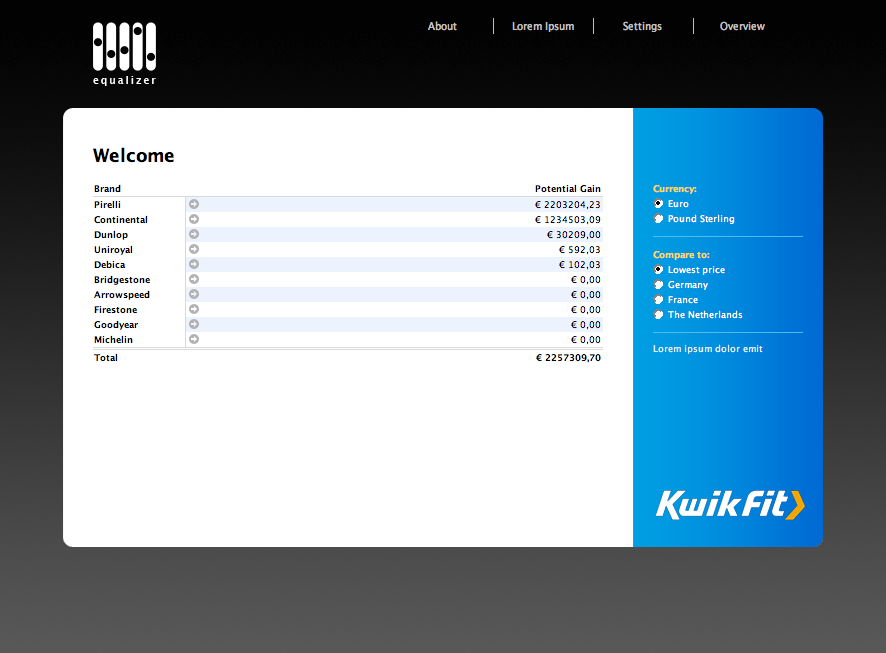 About Lorem Ipsum Settings Overview
equalizer
Welcome
Brand Potential Gain
Pirelli € 2203204,23
Continental € 1234503,09
Dunlop € 30209,00
Uniroyal € 592,03
Debica € 102,03
Bridgestone € 0,00
Arrowspeed € 0,00
Firestone € 0,00
Goodyear € 0,00
Michelin € 0,00
Total € 2257309,70
Currency:
Euro
Pound Sterling
Compare to:
Lowest price
Germany
France
The Netherlands
Lorem ipsum dolor emit
KwikFit